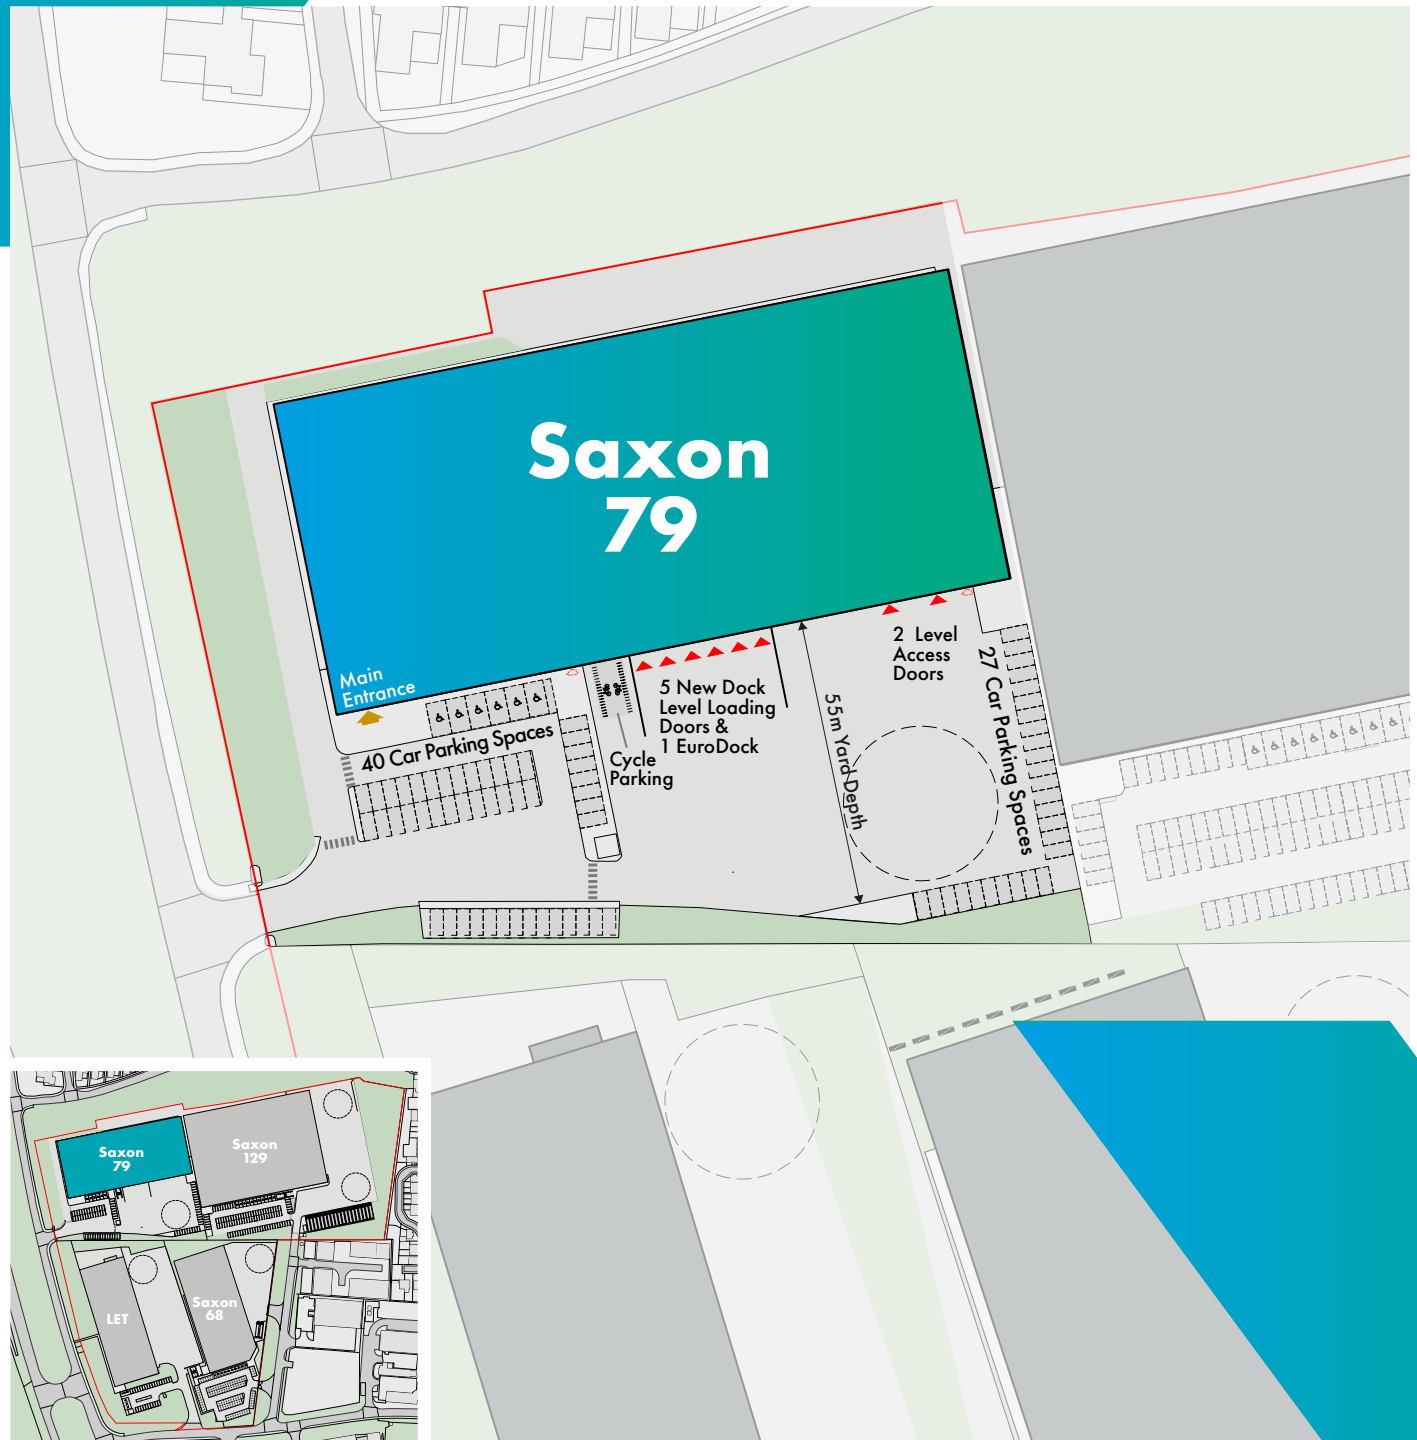 Saxon
79
Main
Entrance
40 Car Parking Spaces
Cycle
Parking
5 New Dock
Level Loading
Doors &
1 EuroDock
55m Yard Depth
2 Level
Access
Doors
27 Car Parking Spaces
Saxon
79
Saxon
129
LET
Saxon
68